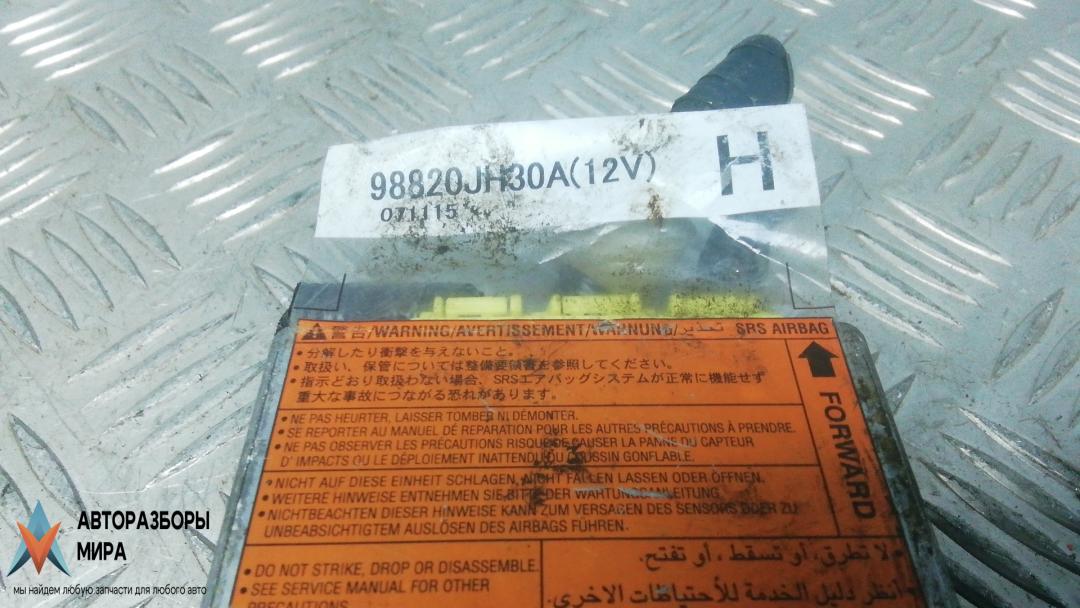 98820JH30A(12V) H
071115
警告/WARNING/AVERTISSEMENT/WARNUNG/تحذير SRS AIRBAG
・分解したり衝撃を与えないこと。
・取扱い、保管については整備要領書を参照してください。
・指示どおり取扱わない場合、SRSエアバッグシステムが正常に機能せず
重大な事故につながる恐れがあります。
FORWARD
• NE PAS HEURTER, LAISSER TOMBER NI DÉMONTER.
• SE REPORTER AU MANUEL DE RÉPARATION POUR LES AUTRES PRÉCAUTIONS À PRENDRE.
• NE PAS OBSERVER LES PRÉCAUTIONS RISQUE DE CAUSER LA PANNE DU CAPTEUR
D' IMPACTS OU LE DÉPLOIEMENT INATTENDU DU COUSSIN GONFLABLE.
• NICHT AUF DIESE EINHEIT SCHLAGEN, NICHT FALLEN LASSEN ODER ÖFFNEN.
• WEITERE HINWEISE ENTNEHMEN SIE BITTE DER WARTUNGSANLEITUNG.
• NICHTBEACHTEN DIESER HINWEISE KANN ZUM VERSAGEN DES SENSORS ODER ZU
UNBEABSICHTIGTEM AUSLÖSEN DES AIRBAGS FÜHREN.
• DO NOT STRIKE, DROP OR DISASSEMBLE.
• SEE SERVICE MANUAL FOR OTHER
PRECAUTIONS
• لا تطرق، أو تسقط، أو تفتح.
• انظر دليل الخدمة للأحتياطات الاخرى.
АВТОРАЗБОРЫ
МИРА
мы найдем любую запчасти для любого авто